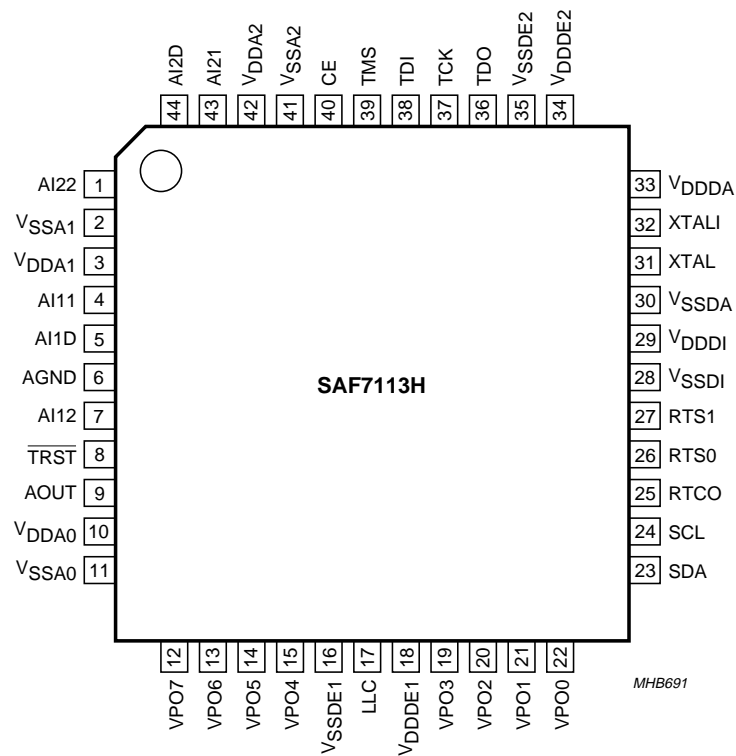 AI2D
AI21
VDDA2
VSSA2
CE
TMS
TDI
TCK
TDO
VSSDE2
VDDDE2
44 43 42 41 40 39 38 37 36 35 34
AI22 1
VSSA1 2
VDDA1 3
AI11 4
AI1D 5
AGND 6
AI12 7
TRST 8
AOUT 9
VDDA0 10
VSSA0 11
SAF7113H
33 VDDDA
32 XTALI
31 XTAL
30 VSSDA
29 VDDDI
28 VSSDI
27 RTS1
26 RTS0
25 RTCO
24 SCL
23 SDA
12 13 14 15 16 17 18 19 20 21 22
VPO7
VPO6
VPO5
VPO4
VSSDE1
LLC
VDDDE1
VPO3
VPO2
VPO1
VPO0
MHB691